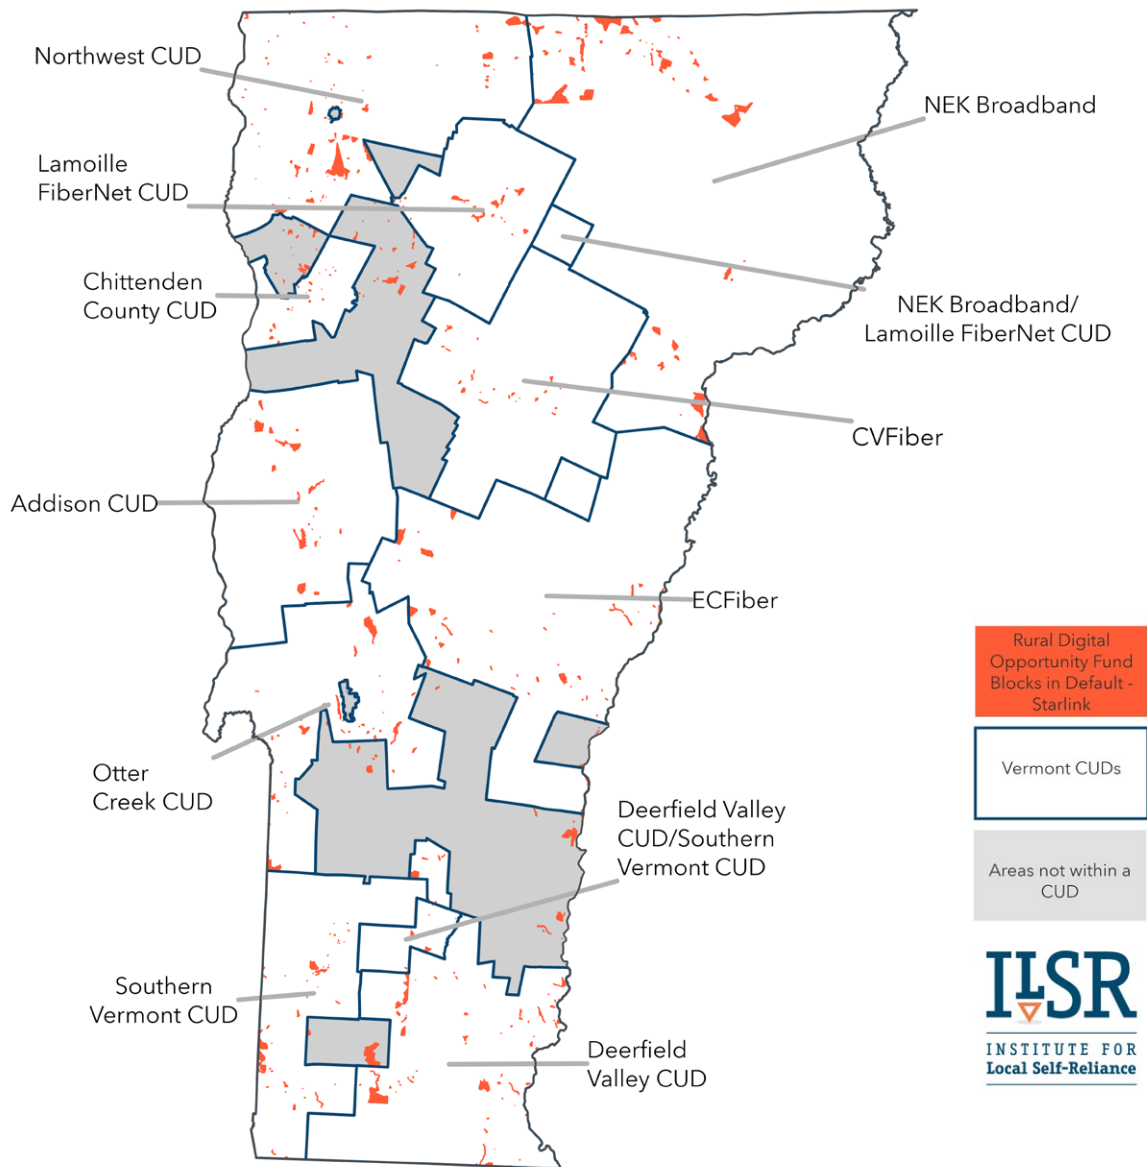 Northwest CUD
NEK Broadband
Lamoille
FiberNet CUD
Chittenden
County CUD
NEK Broadband/
Lamoille FiberNet CUD
CVFiber
Addison CUD
ECFiber
Rural Digital
Opportunity Fund
Blocks in Default -
Starlink
Vermont CUDs
Otter
Creek CUD
Deerfield Valley
CUD/Southern
Vermont CUD
Areas not within a
CUD
Southern
Vermont CUD
Deerfield
Valley CUD
ILSR
INSTITUTE FOR
Local Self-Reliance